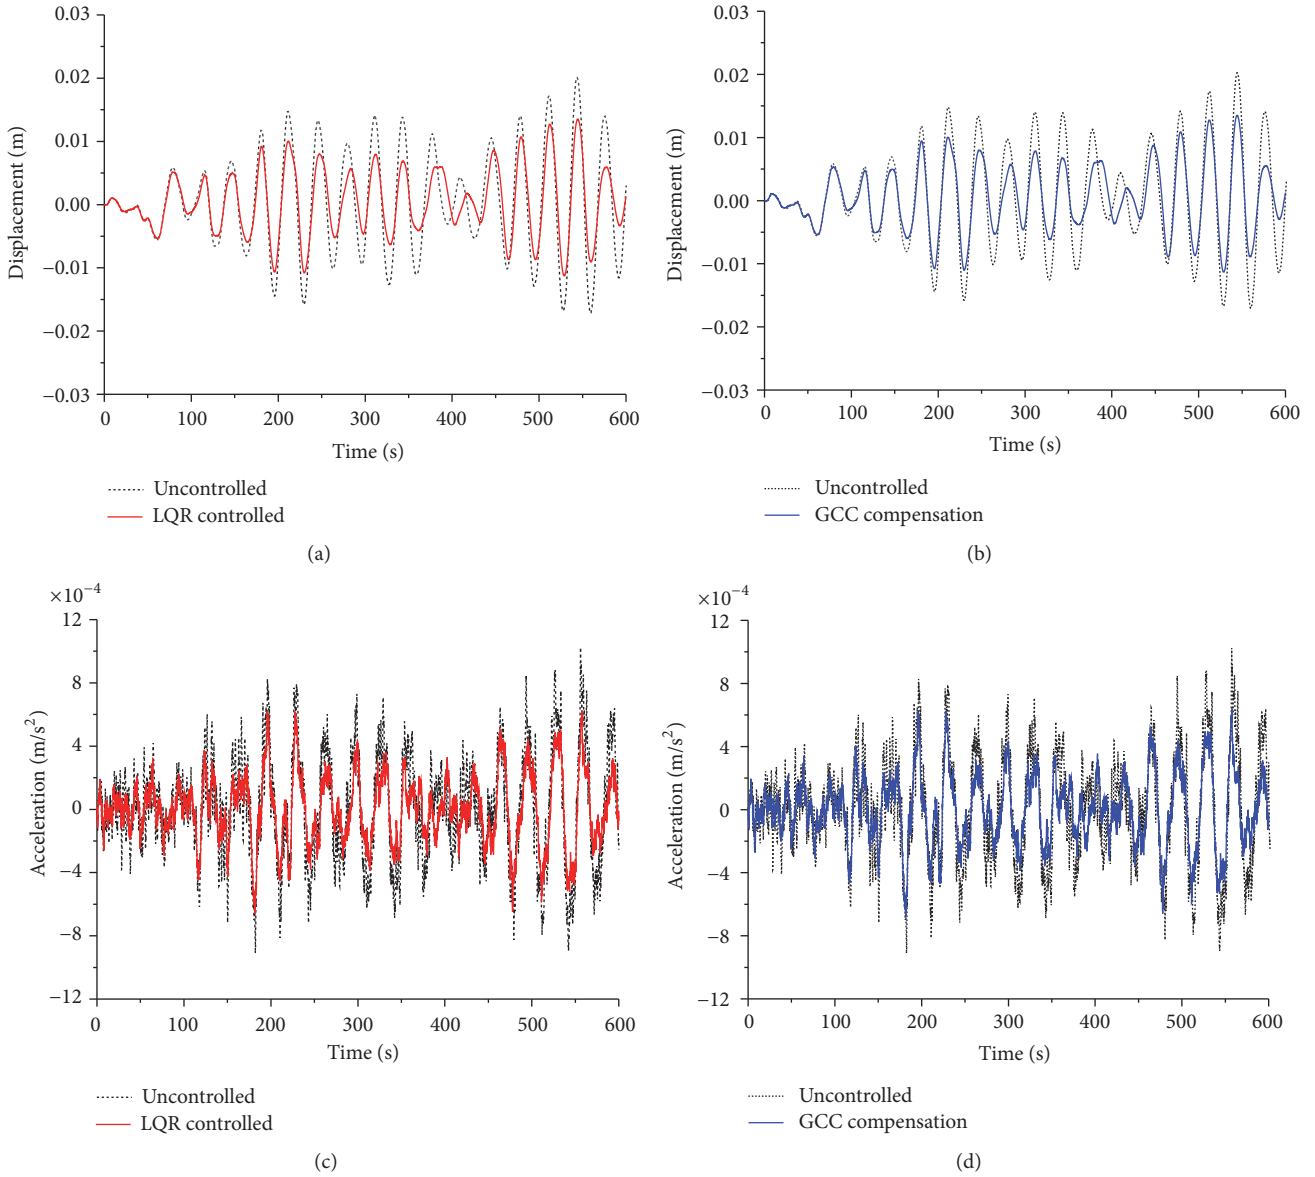 0.03
0.02
0.01
0.00
−0.01
−0.02
−0.03
Displacement (m)
0 100 200 300 400 500 600
Time (s)
Uncontrolled
LQR controlled
(a)
0.03
0.02
0.01
0.00
−0.01
−0.02
−0.03
Displacement (m)
0 100 200 300 400 500 600
Time (s)
Uncontrolled
GCC compensation
(b)
×10⁻⁴
12
8
4
0
−4
−8
−12
Acceleration (m/s²)
0 100 200 300 400 500 600
Time (s)
Uncontrolled
LQR controlled
(c)
×10⁻⁴
12
8
4
0
−4
−8
−12
Acceleration (m/s²)
0 100 200 300 400 500 600
Time (s)
Uncontrolled
GCC compensation
(d)